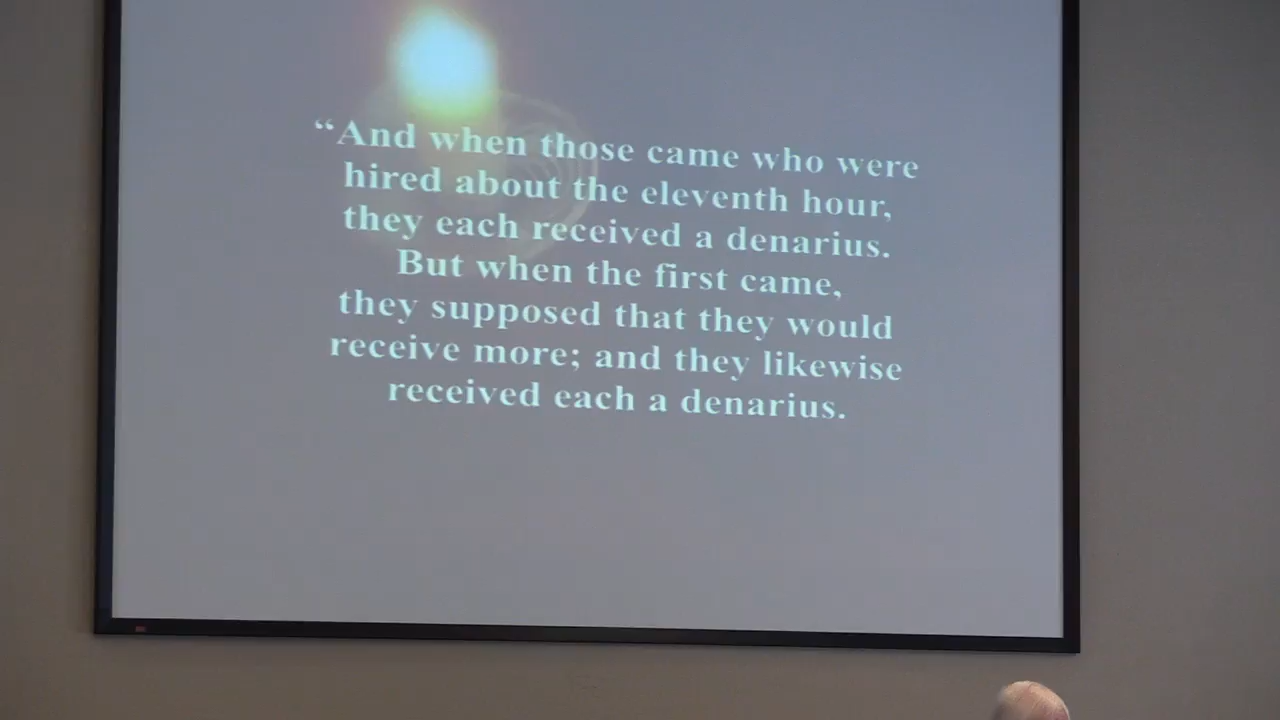 “And when those came who were
hired about the eleventh hour,
they each received a denarius.
But when the first came,
they supposed that they would
receive more; and they likewise
received each a denarius.